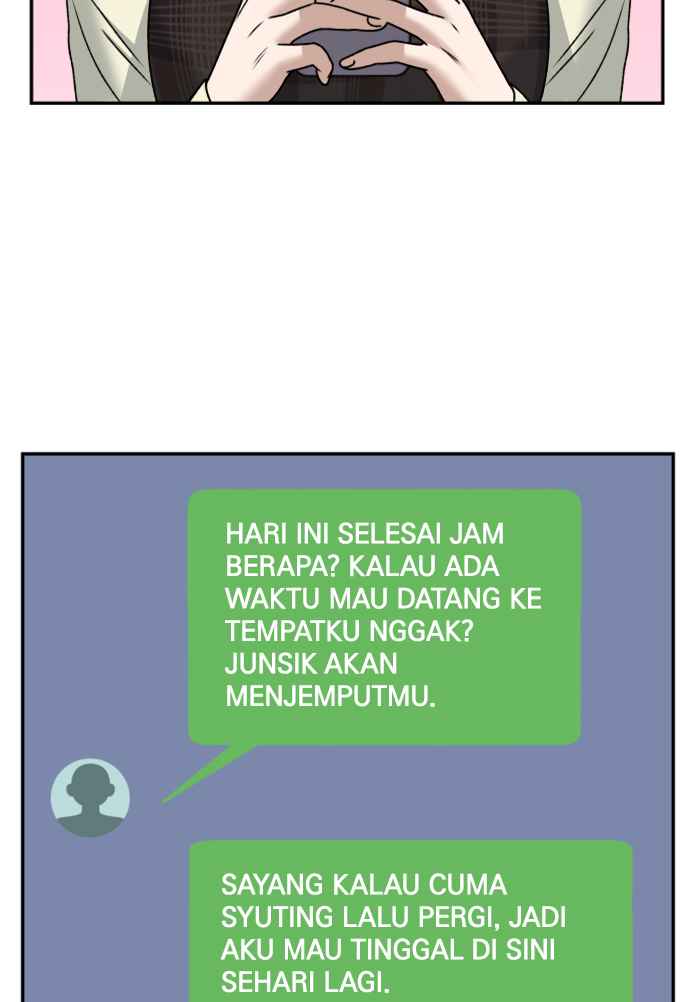 HARI INI SELESAI JAM
BERAPA? KALAU ADA
WAKTU MAU DATANG KE
TEMPATKU NGGAK?
JUNSIK AKAN
MENJEMPUTMU.
SAYANG KALAU CUMA
SYUTING LALU PERGI, JADI
AKU MAU TINGGAL DI SINI
SEHARI LAGI.